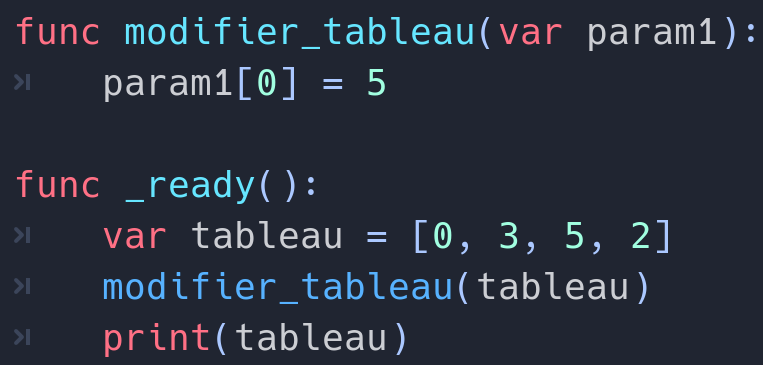 func modifier_tableau(var param1):
    param1[0] = 5
func _ready():
    var tableau = [0, 3, 5, 2]
    modifier_tableau(tableau)
    print(tableau)